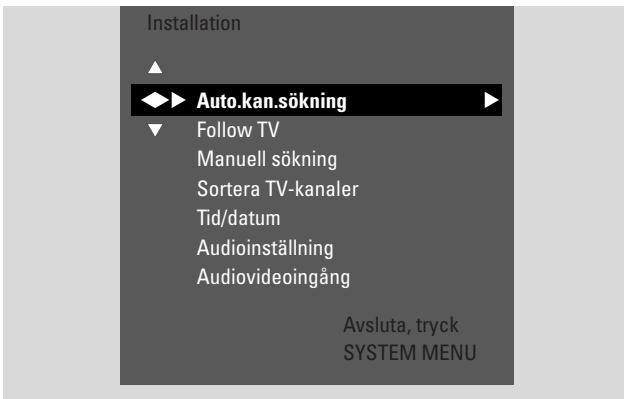 Installation
Auto.kan.sökning
Follow TV
Manuell sökning
Sortera TV-kanaler
Tid/datum
Audioinställning
Audiovideoingång
Avsluta, tryck
SYSTEM MENU